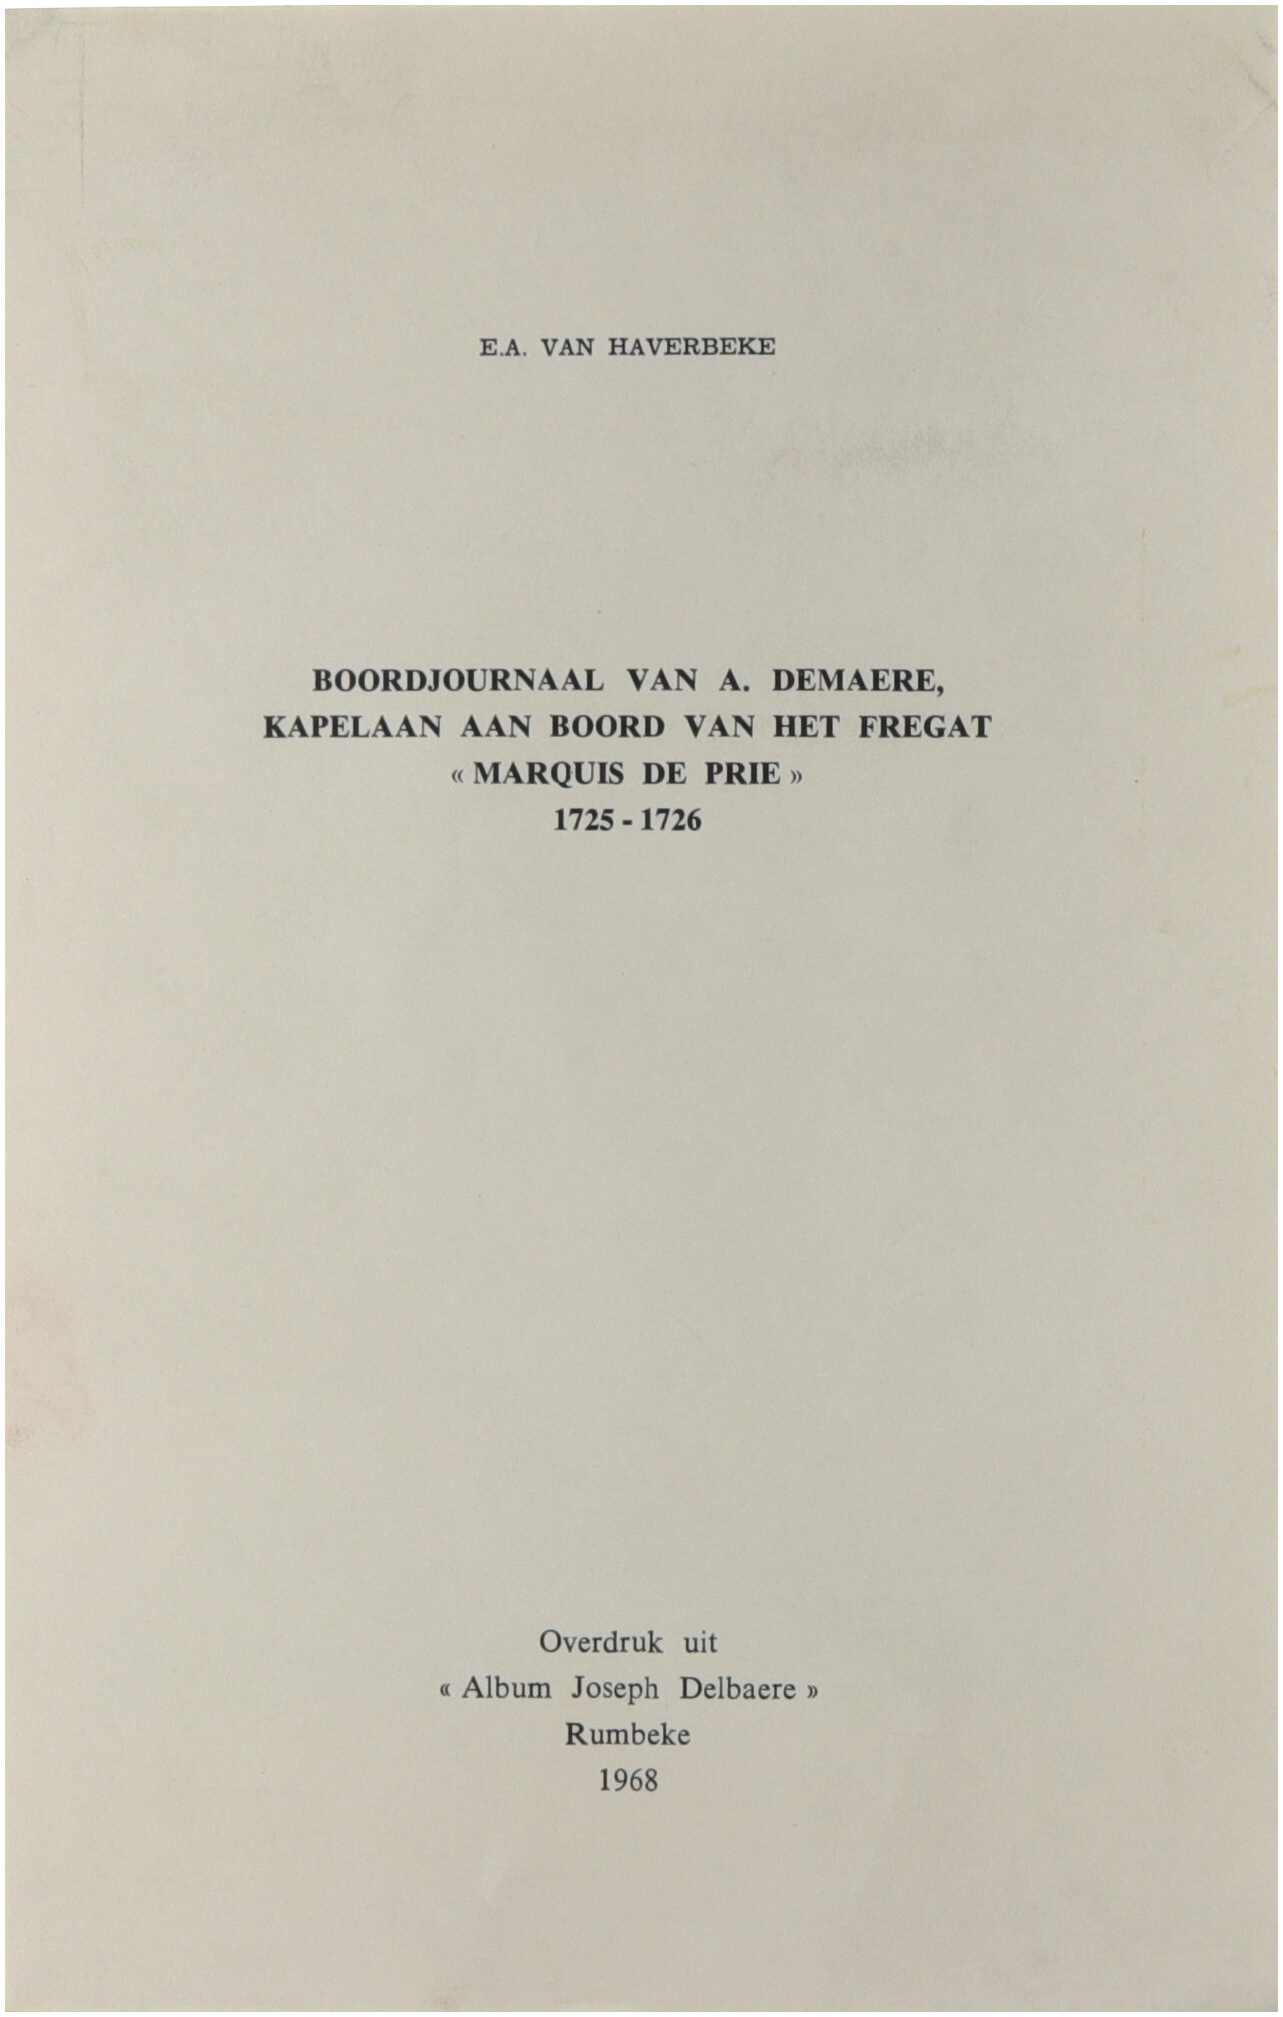 E.A. VAN HAVERBEKE
BOORDJOURNAAL VAN A. DEMAERE,
KAPELAAN AAN BOORD VAN HET FREGAT
« MARQUIS DE PRIE »
1725 - 1726
Overdruk uit
« Album Joseph Delbaere »
Rumbeke
1968